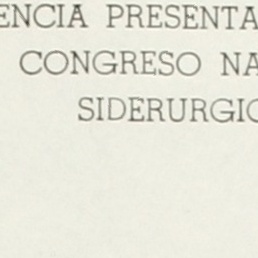 ENCIA PRESENTA
CONGRESO NA
SIDERURGIC